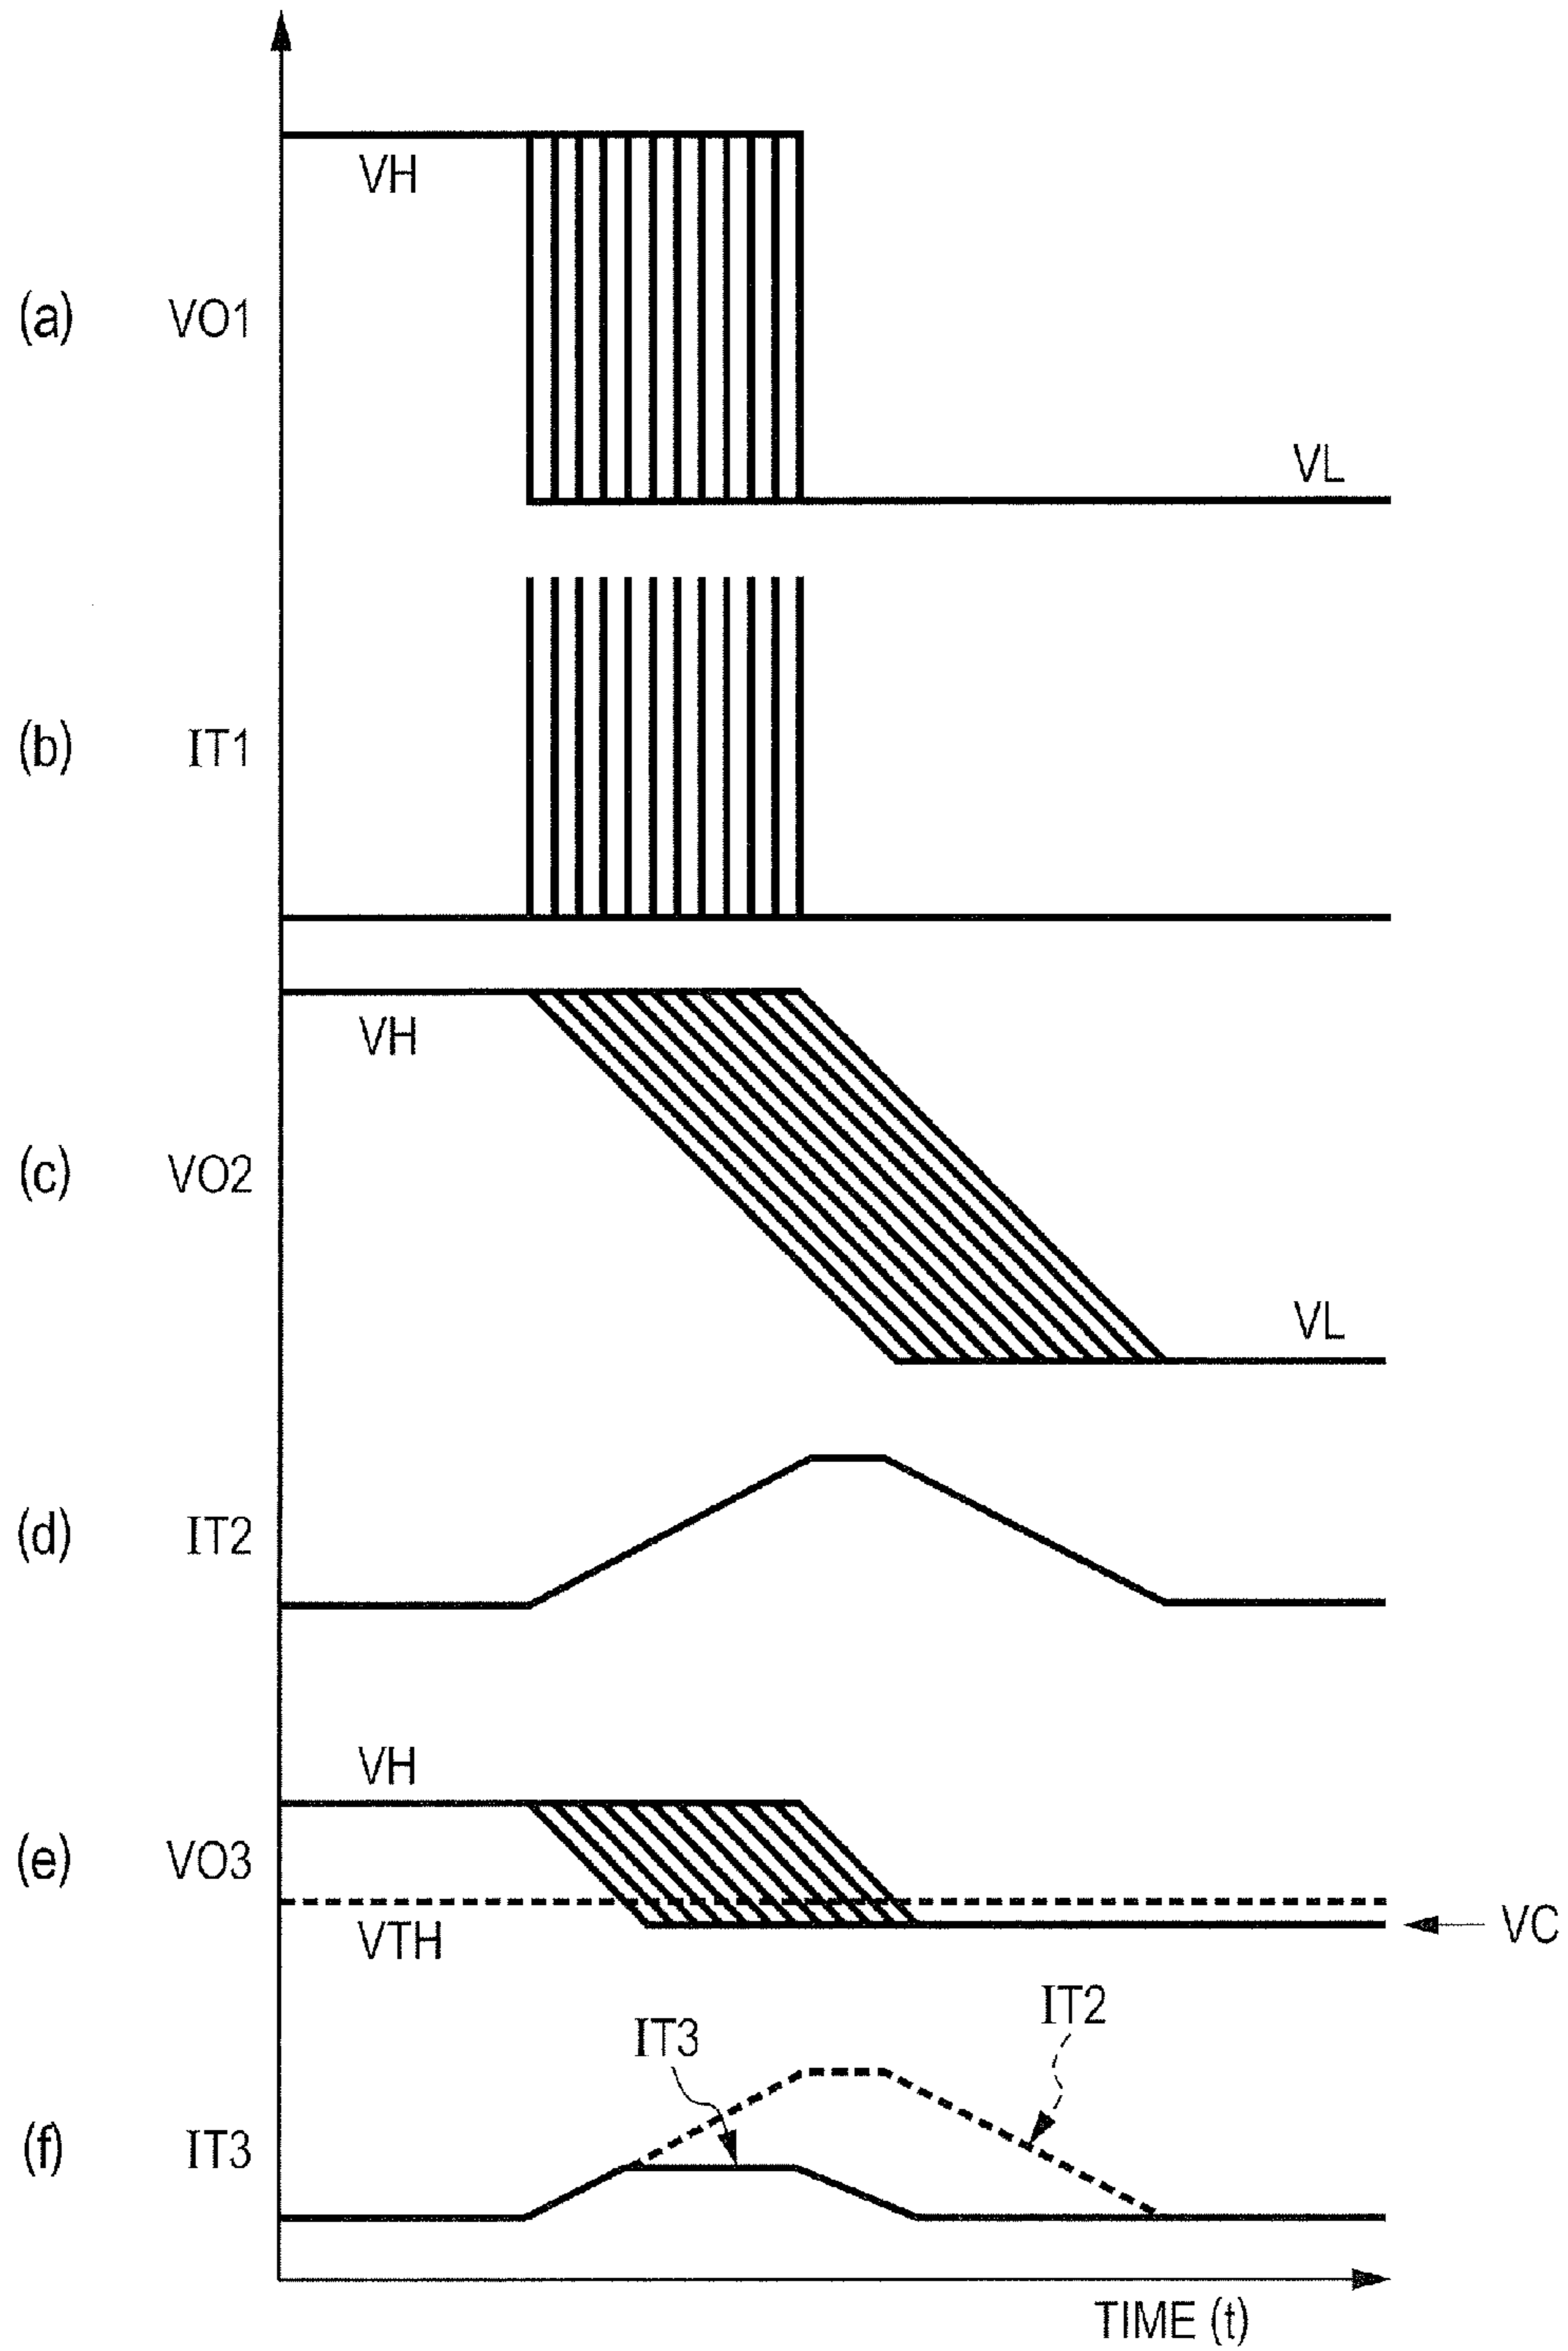 VH
(a) VO1
VL
(b) IT1
VH
(c) VO2
VL
(d) IT2
VH
(e) VO3
VTH
VC
IT2
IT3
(f) IT3
TIME (t)